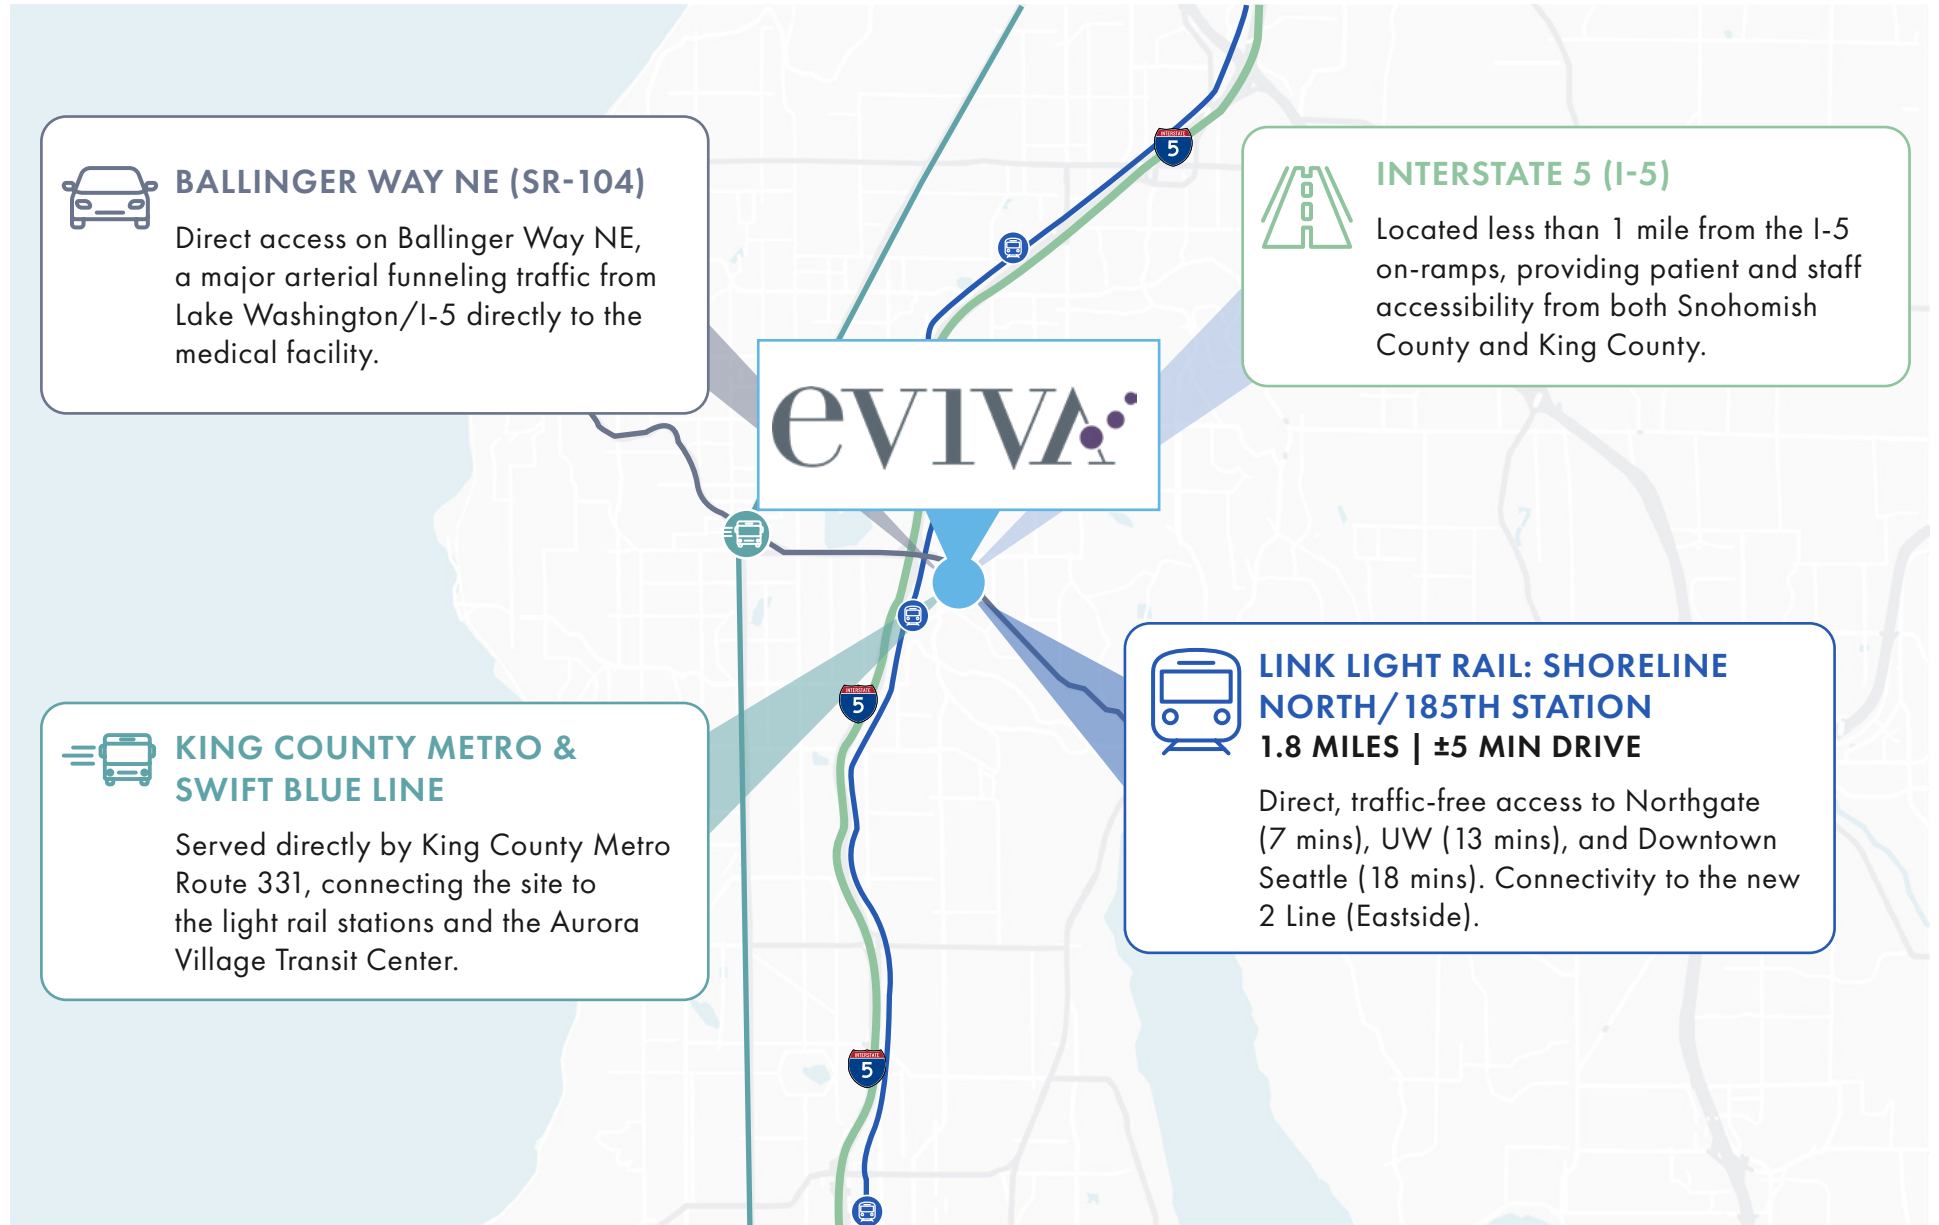 BALLINGER WAY NE (SR-104)
Direct access on Ballinger Way NE,
a major arterial funneling traffic from
Lake Washington/I-5 directly to the
medical facility.
INTERSTATE
5
INTERSTATE 5 (I-5)
Located less than 1 mile from the I-5
on-ramps, providing patient and staff
accessibility from both Snohomish
County and King County.
eVIVA
KING COUNTY METRO &
SWIFT BLUE LINE
Served directly by King County Metro
Route 331, connecting the site to
the light rail stations and the Aurora
Village Transit Center.
INTERSTATE
5
LINK LIGHT RAIL: SHORELINE
NORTH/185TH STATION
1.8 MILES | ±5 MIN DRIVE
Direct, traffic-free access to Northgate
(7 mins), UW (13 mins), and Downtown
Seattle (18 mins). Connectivity to the new
2 Line (Eastside).
INTERSTATE
5